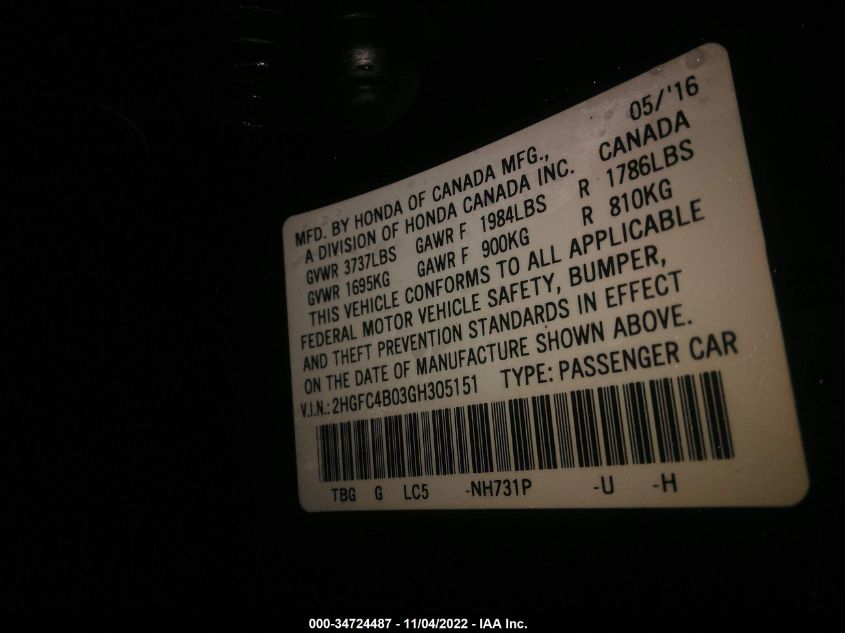 05/'16
MFD. BY HONDA OF CANADA MFG.,
A DIVISION OF HONDA CANADA INC. CANADA
GVWR 3737LBS GAWR F 1984LBS R 1786LBS
GVWR 1695KG GAWR F 900KG R 810KG
THIS VEHICLE CONFORMS TO ALL APPLICABLE
FEDERAL MOTOR VEHICLE SAFETY, BUMPER,
AND THEFT PREVENTION STANDARDS IN EFFECT
ON THE DATE OF MANUFACTURE SHOWN ABOVE.
V.I.N.: 2HGFC4B03GH305151 TYPE: PASSENGER CAR
TBG G LC5 -NH731P -U -H
000-34724487 - 11/04/2022 - IAA Inc.